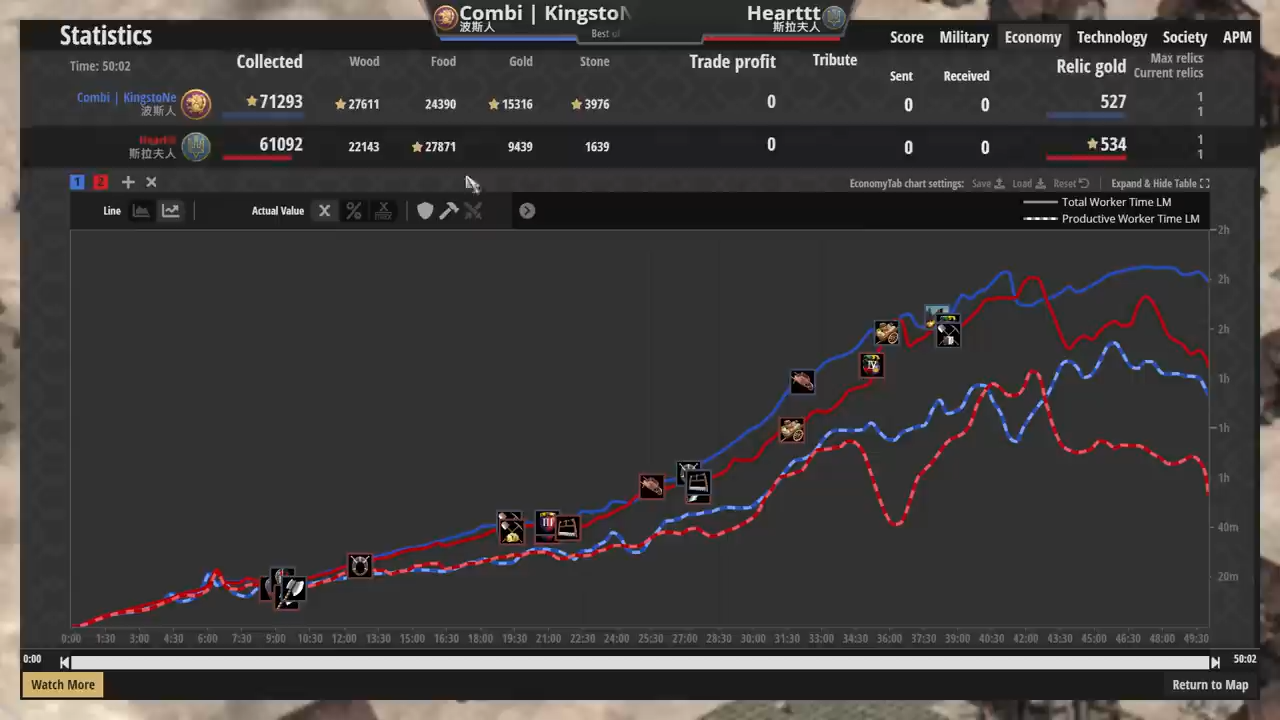 Combi | KingstoN
波斯人
Best of
Hearttt
斯拉夫人
Statistics
Score Military Economy Technology Society APM
Time: 50:02
Collected Wood Food Gold Stone Trade profit Tribute Sent Received Relic gold Max relics
Current relics
Combi | KingstoNe
波斯人
71293 27611 24390 15316 3976 0 0 0 527 1
1
斯拉夫人
61092 22143 27871 9439 1639 0 0 0 534 1
1
1 2
EconomyTab chart settings: Save Load Reset Expand & Hide Table
Line Actual Value
Total Worker Time LM
Productive Worker Time LM
2h
2h
2h
1h
1h
1h
40m
20m
0:00 1:30 3:00 4:30 6:00 7:30 9:00 10:30 12:00 13:30 15:00 16:30 18:00 19:30 21:00 22:30 24:00 25:30 27:00 28:30 30:00 31:30 33:00 34:30 36:00 37:30 39:00 40:30 42:00 43:30 45:00 46:30 48:00 49:30
0:00 50:02
Watch More
Return to Map